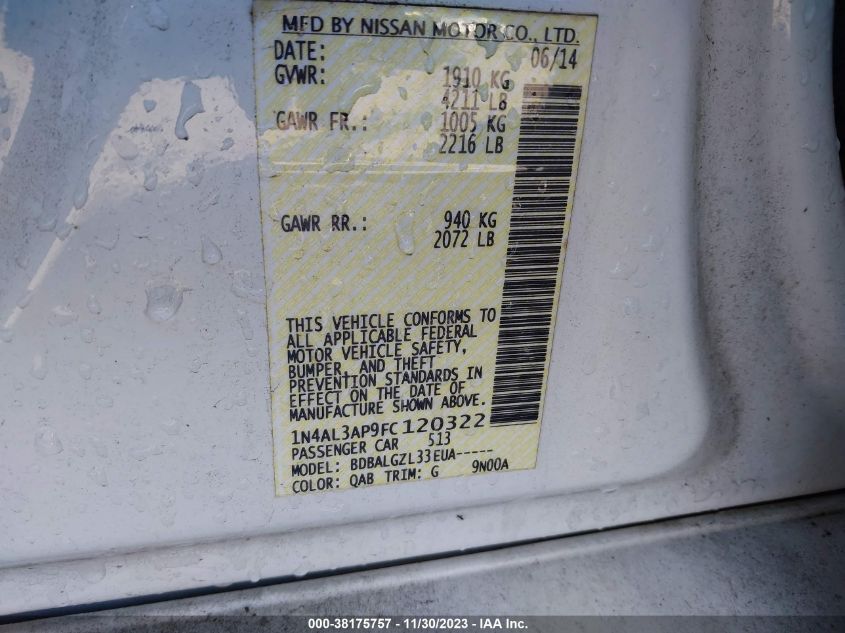 MFD BY NISSAN MOTOR CO., LTD.
DATE: 06/14
GVWR: 1910 KG
4211 LB
GAWR FR.: 1005 KG
2216 LB
GAWR RR.: 940 KG
2072 LB
THIS VEHICLE CONFORMS TO
ALL APPLICABLE FEDERAL
MOTOR VEHICLE SAFETY,
BUMPER, AND THEFT
PREVENTION STANDARDS IN
EFFECT ON THE DATE OF
MANUFACTURE SHOWN ABOVE.
1N4AL3AP9FC120322
PASSENGER CAR 513
MODEL: BDBALGZL33EUA-----
COLOR: QAB TRIM: G 9N00A
000-38175757 - 11/30/2023 - IAA Inc.